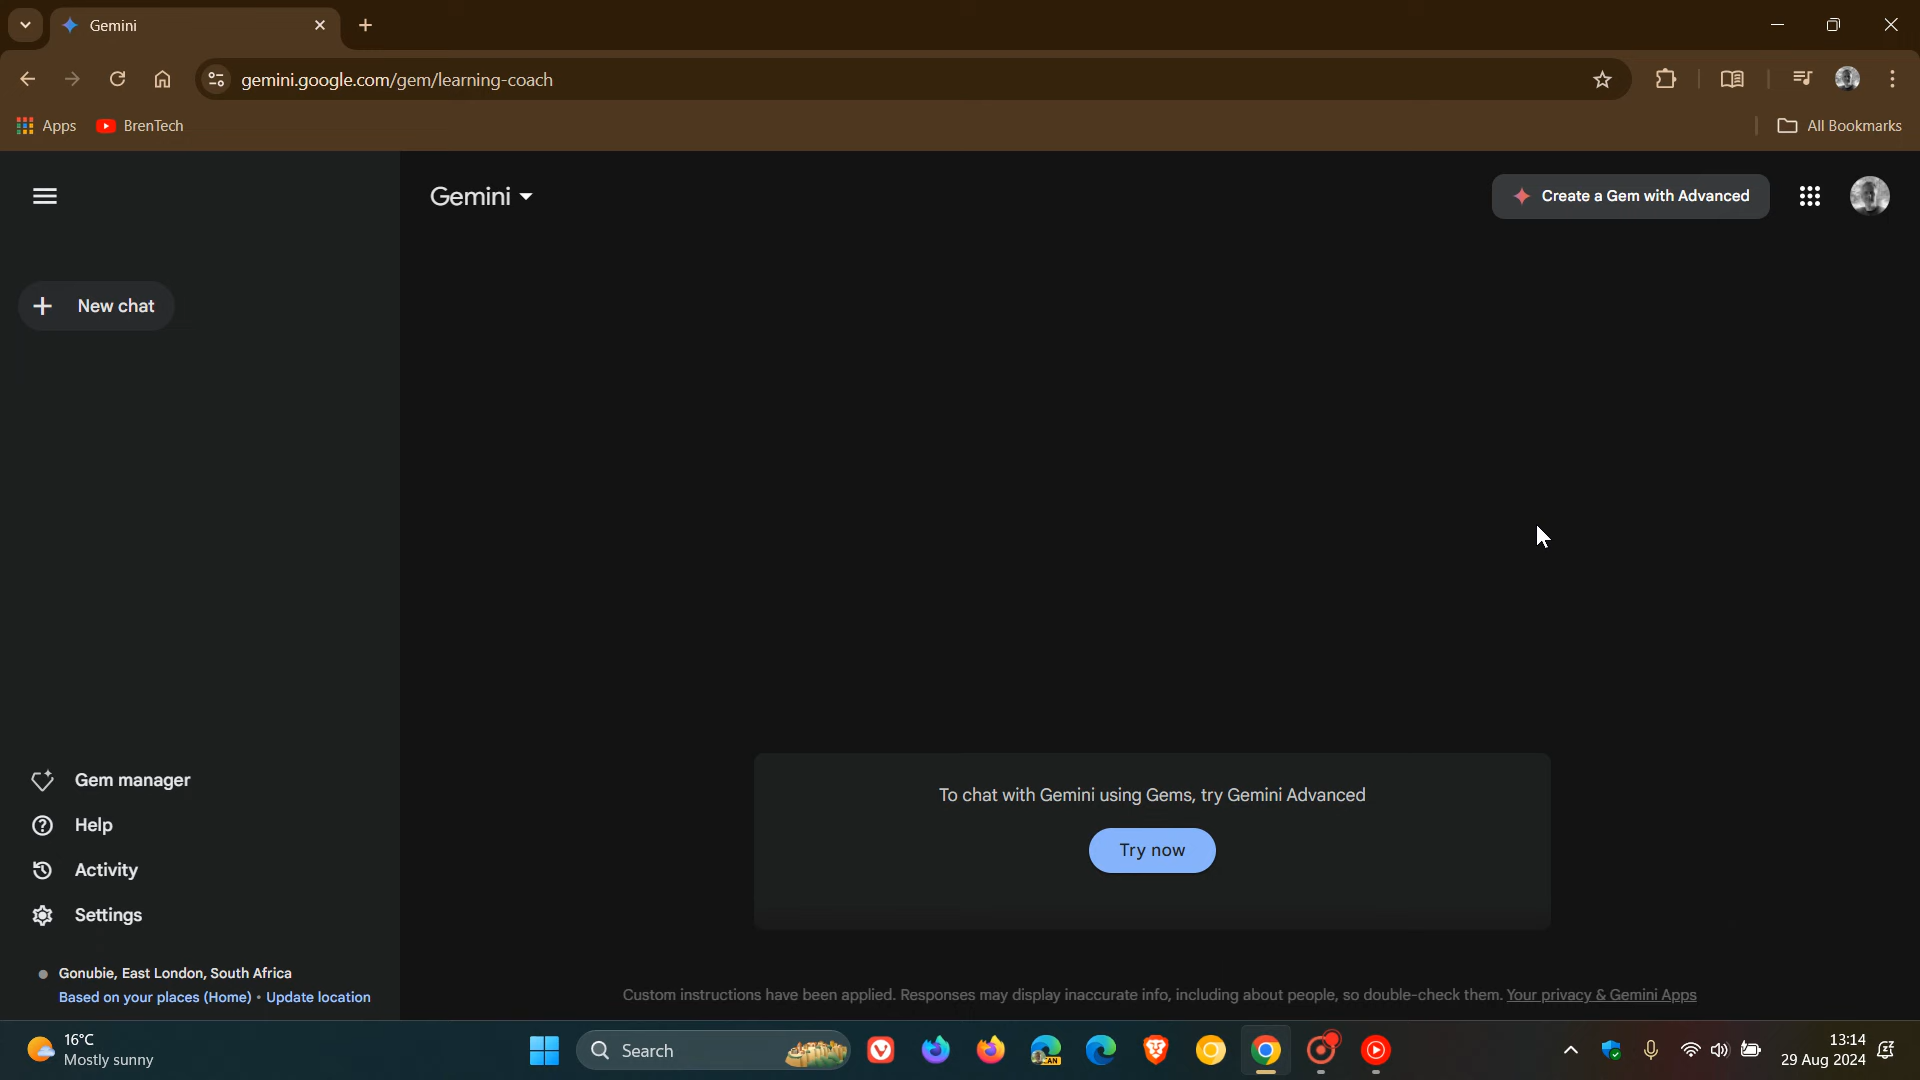 Gemini
gemini.google.com/gem/learning-coach
Apps
BrenTech
All Bookmarks
Gemini
Create a Gem with Advanced
New chat
To chat with Gemini using Gems, try Gemini Advanced
Try now
Gem manager
Help
Activity
Settings
Gonubie, East London, South Africa
Based on your places (Home) • Update location
Custom instructions have been applied. Responses may display inaccurate info, including about people, so double-check them. Your privacy & Gemini Apps
16°C
Mostly sunny
Search
CAN
13:14
29 Aug 2024